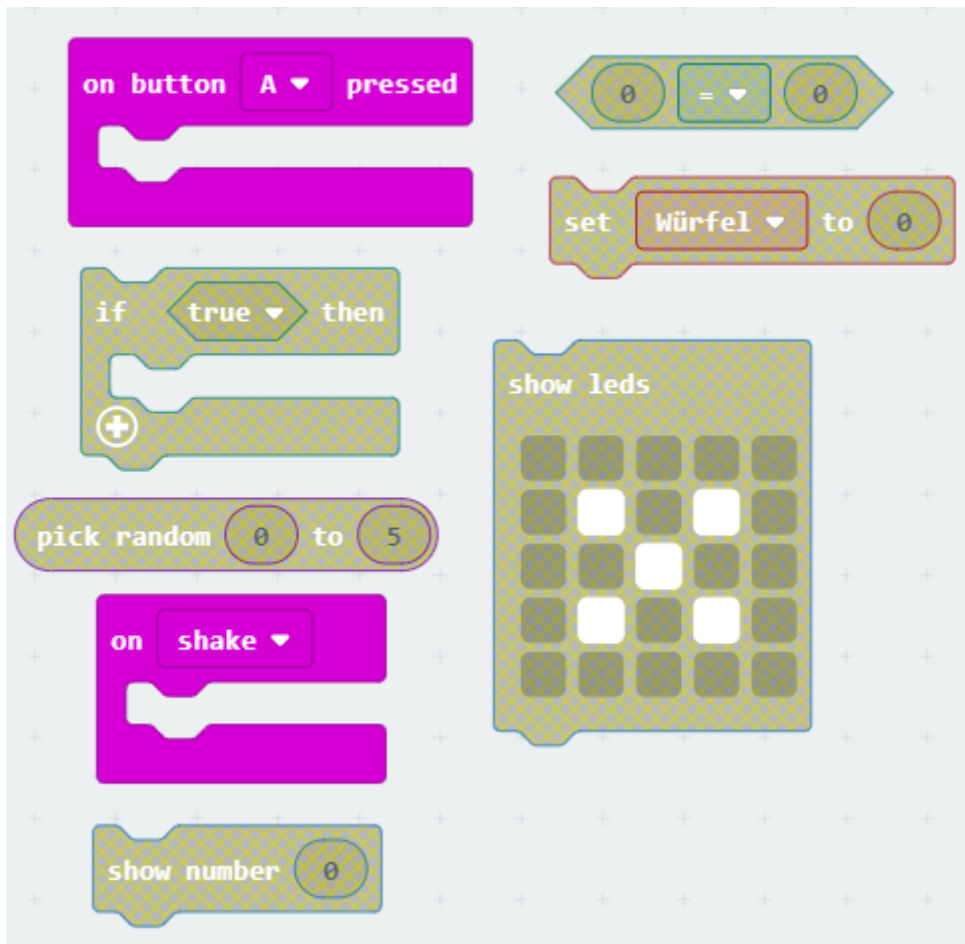 on button A pressed
0 = 0
set Würfel to 0
if true then
show leds
pick random 0 to 5
on shake
show number 0